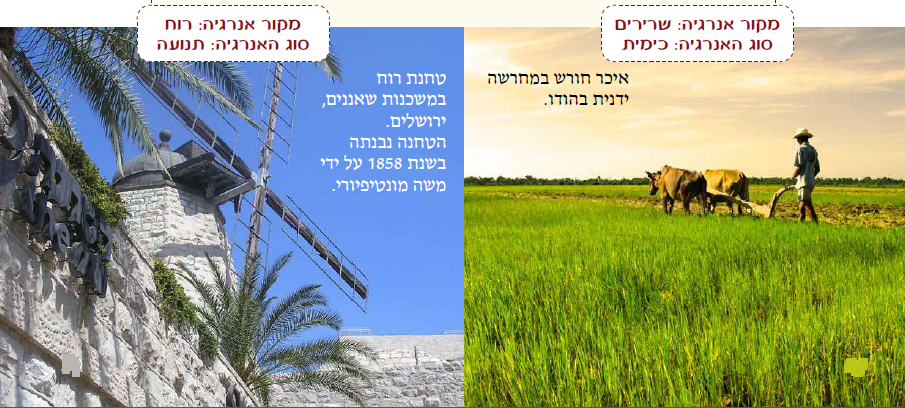 מקור אנרגיה: שרירים
סוג האנרגיה: כימית
איכר חורש במחרשה
ידנית בהודו.
מקור אנרגיה: רוח
סוג האנרגיה: תנועה
טחנת רוח
במשכנות שאננים,
ירושלים.
הטחנה נבנתה
בשנת 1858 על ידי
משה מונטיפיורי.